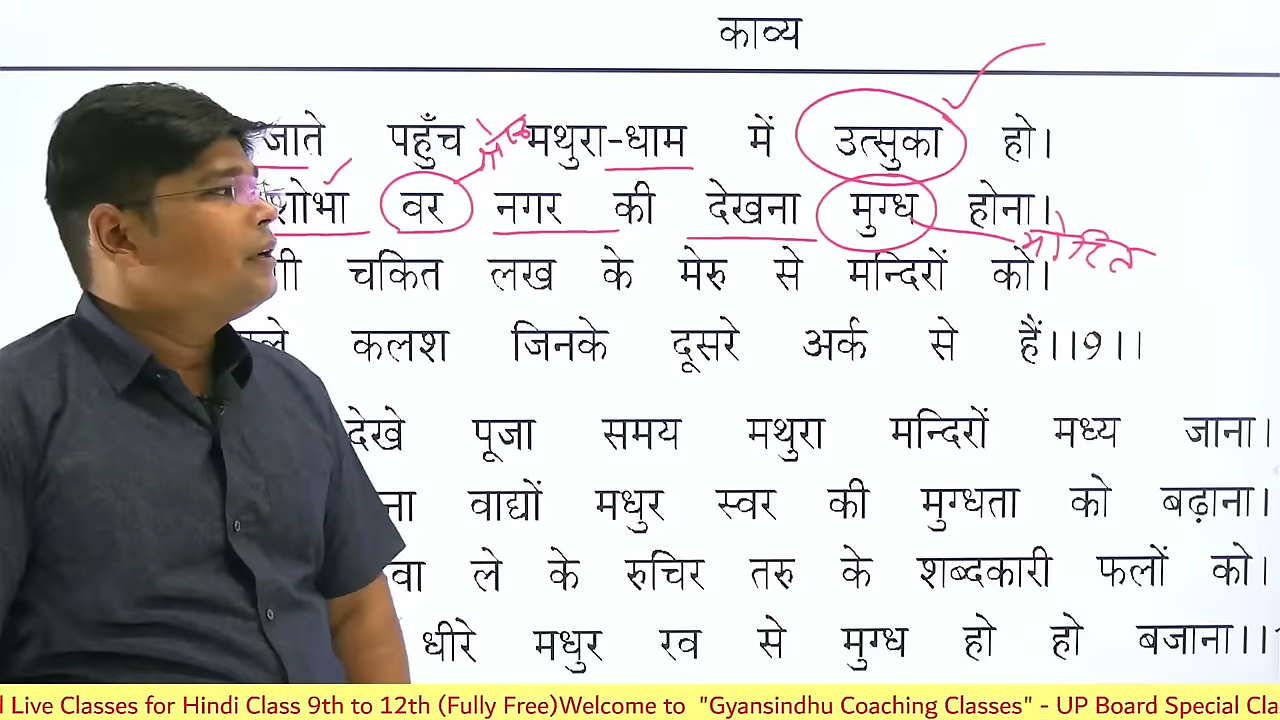 काव्य
जाते पहुँच श्रेष्ठ मथुरा-धाम में उत्सुका हो।
शोभा वर नगर की देखना मुग्ध होना।
मोहित
चकित लख के मेरु से मन्दिरों को।
कलश जिनके दूसरे अर्क से हैं।।9।।
देखे पूजा समय मथुरा मन्दिरों मध्य जाना।
वाद्यों मधुर स्वर की मुग्धता को बढ़ाना।
ले के रुचिर तरु के शब्दकारी फलों को।
धीरे मधुर रव से मुग्ध हो हो बजाना।।
Live Classes for Hindi Class 9th to 12th (Fully Free)Welcome to "Gyansindhu Coaching Classes" - UP Board Special Cla